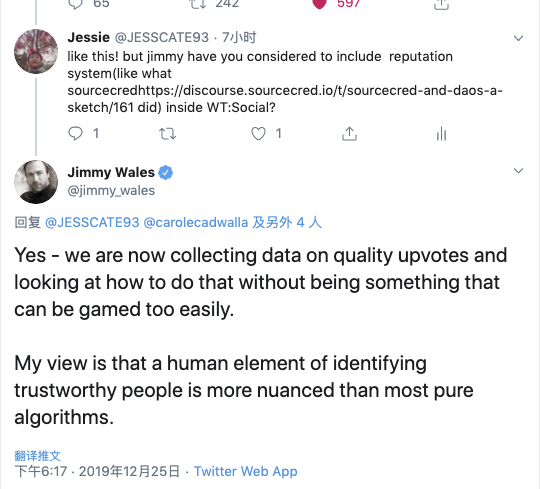 65 242 597
Jessie @JESSCATE93 · 7小时
like this! but jimmy have you considered to include reputation
system(like what
sourcecredhttps://discourse.sourcecred.io/t/sourcecred-and-daos-a-
sketch/161 did) inside WT:Social?
1 1
Jimmy Wales
@jimmy_wales
回复 @JESSCATE93 @carolecadwalla 及另外 4 人
Yes - we are now collecting data on quality upvotes and
looking at how to do that without being something that
can be gamed too easily.
My view is that a human element of identifying
trustworthy people is more nuanced than most pure
algorithms.
翻译推文
下午6:17 · 2019年12月25日 · Twitter Web App